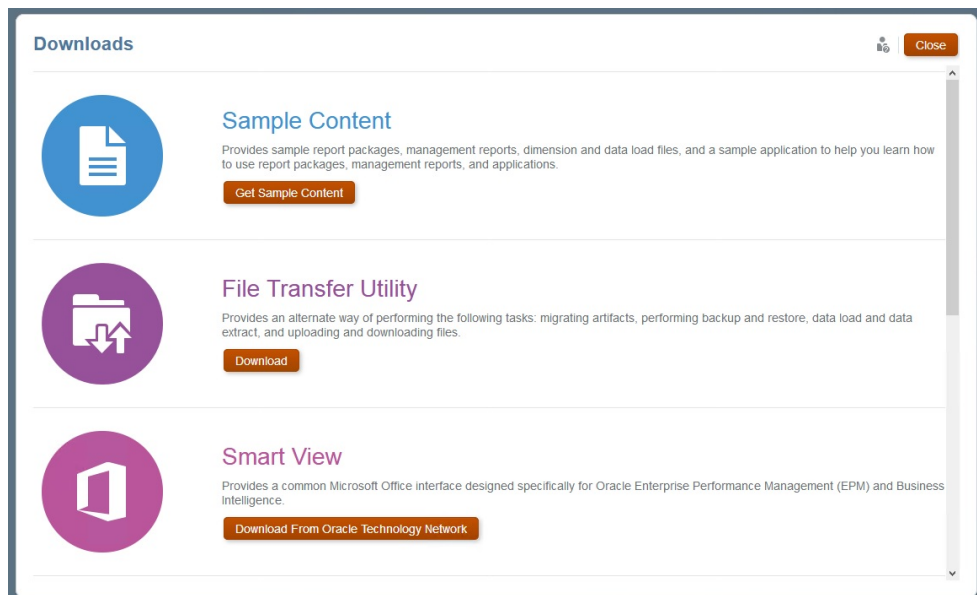 Downloads
Close
Sample Content
Provides sample report packages, management reports, dimension and data load files, and a sample application to help you learn how
to use report packages, management reports, and applications.
Get Sample Content
File Transfer Utility
Provides an alternate way of performing the following tasks: migrating artifacts, performing backup and restore, data load and data
extract, and uploading and downloading files.
Download
Smart View
Provides a common Microsoft Office interface designed specifically for Oracle Enterprise Performance Management (EPM) and Business
Intelligence.
Download From Oracle Technology Network